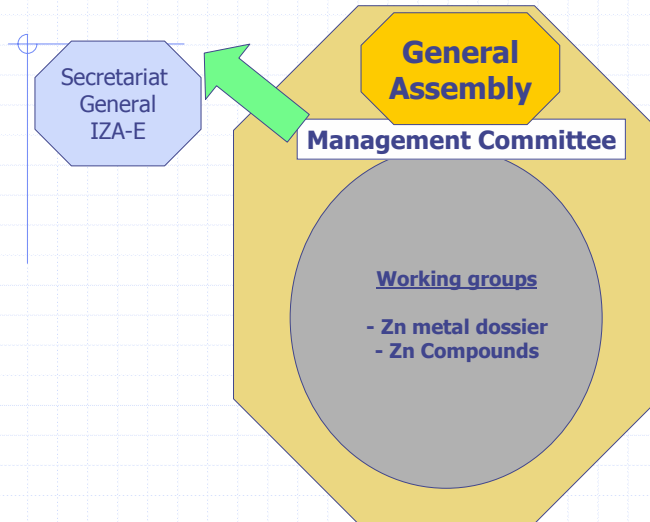 Secretariat
General
IZA-E
General
Assembly
Management Committee
Working groups
- Zn metal dossier
- Zn Compounds